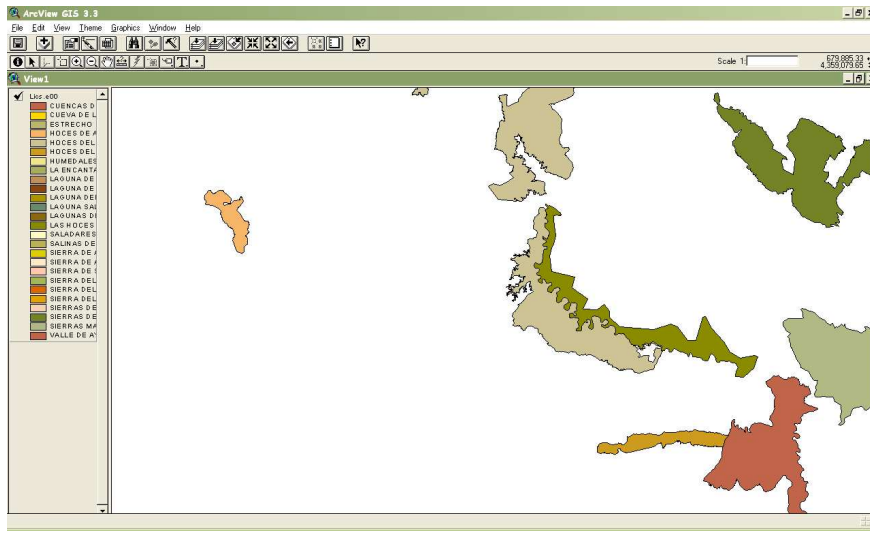 ArcView GIS 3.3
File Edit View Theme Graphics Window Help
Scale 1:
679,885.33
4,359,079.65
View1
Lics.e00
CUENCAS D
CUEVA DE L
ESTRECHO
HOCES DE A
HOCES DEL
HOCES DEL
HUMEDALES
LA ENCANTA
LAGUNA DE
LAGUNA DE
LAGUNA DEL
LAGUNA SAL
LAGUNAS DE
LAS HOCES
SALADARES
SALINAS DE
SIERRA DE A
SIERRA DE A
SIERRA DE S
SIERRA DEL
SIERRA DEL
SIERRA DEL
SIERRAS DE
SIERRAS DE
SIERRAS MA
VALLE DE AY